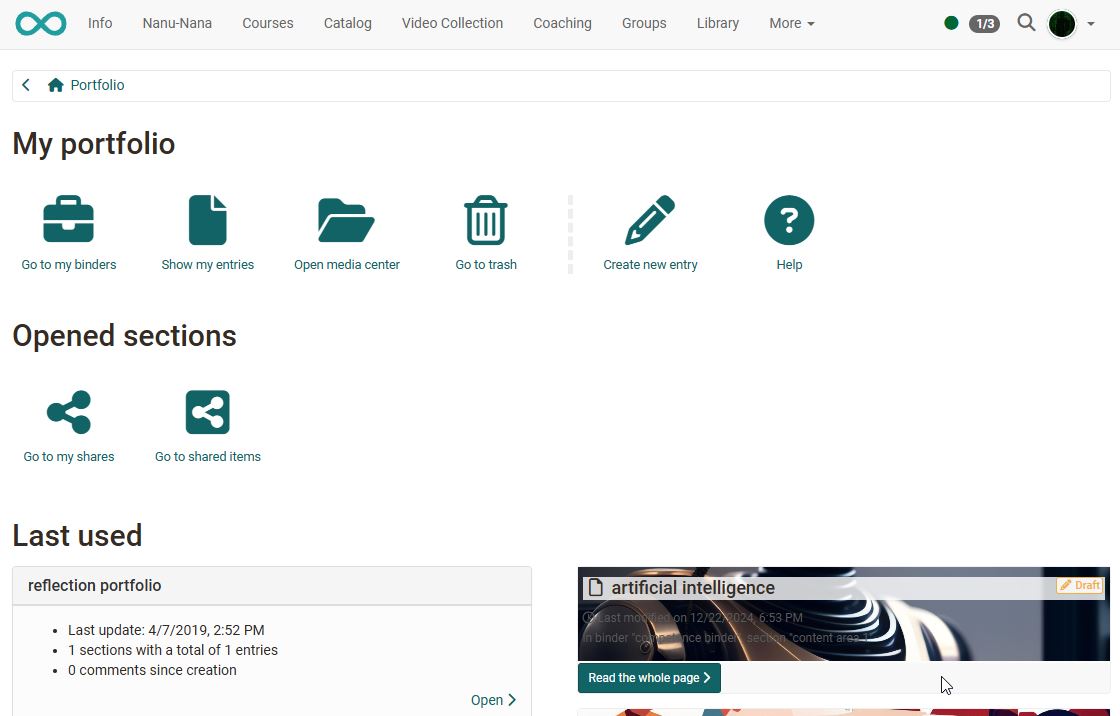 Info Nanu-Nana Courses Catalog Video Collection Coaching Groups Library More 1/3
Portfolio
My portfolio
Go to my binders Show my entries Open media center Go to trash Create new entry Help
Opened sections
Go to my shares Go to shared items
Last used
reflection portfolio
Last update: 4/7/2019, 2:52 PM
1 sections with a total of 1 entries
0 comments since creation
Open
artificial intelligence Draft
Last modified on 12/22/2024, 6:53 PM
in binder "competence binder", section "content area 1"
Read the whole page